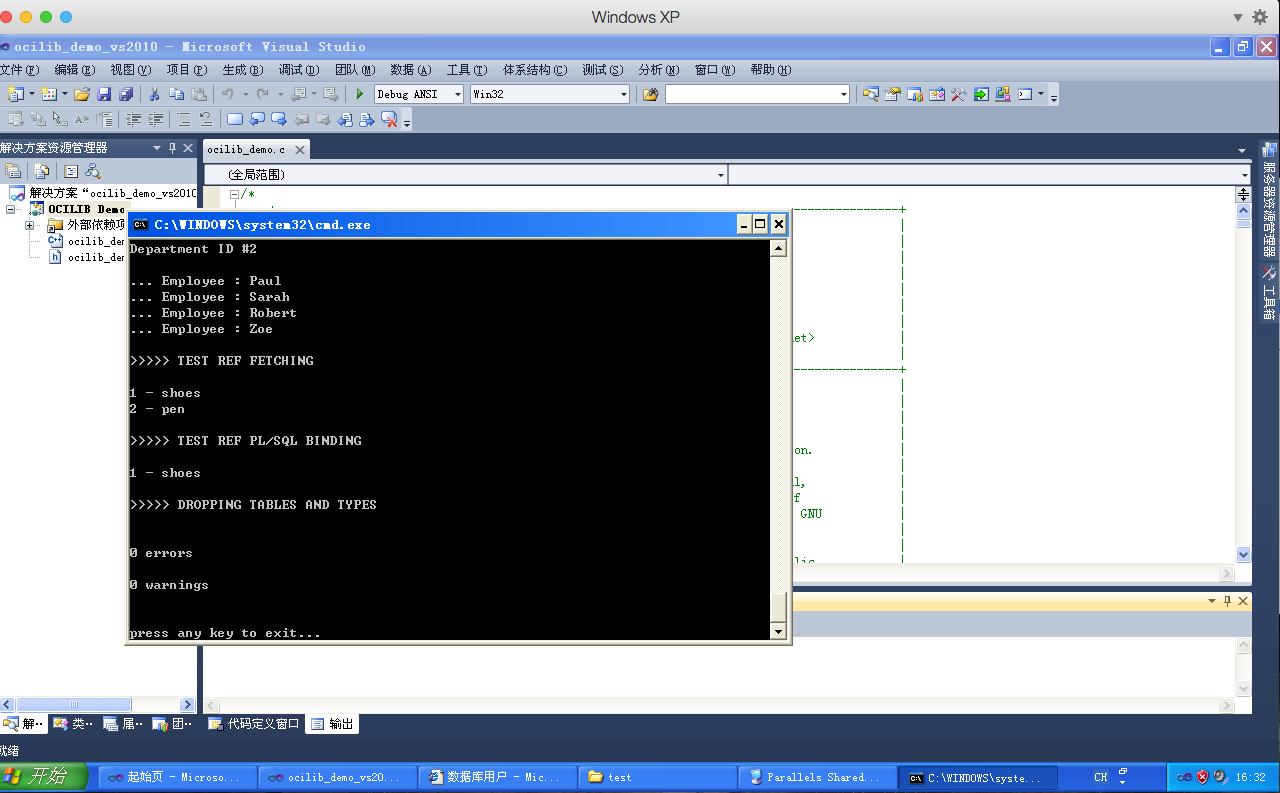 Windows XP
ocilib_demo_vs2010 - Microsoft Visual Studio
文件(F) 编辑(E) 视图(V) 项目(P) 生成(B) 调试(D) 团队(M) 数据(A) 工具(T) 体系结构(C) 测试(S) 分析(N) 窗口(W) 帮助(H)
Debug ANSI Win32
解决方案资源管理器
ocilib_demo.c
(全局范围)
解决方案“ocilib_demo_vs2010
OCILIB Demo
外部依赖项
ocilib_dem
ocilib_dem
/*
et>
on.
l,
f
GNU
lic
C:\WINDOWS\system32\cmd.exe
Department ID #2
... Employee : Paul
... Employee : Sarah
... Employee : Robert
... Employee : Zoe
>>>>> TEST REF FETCHING
1 - shoes
2 - pen
>>>>> TEST REF PL/SQL BINDING
1 - shoes
>>>>> DROPPING TABLES AND TYPES
0 errors
0 warnings
press any key to exit...
服务器资源管理器
工具箱
解·· 类·· 属·· 团··
代码定义窗口 输出
就绪
开始
起始页 - Microso...
ocilib_demo_vs20...
数据库用户 - Mic...
test
Parallels Shared...
C:\WINDOWS\syste...
CH
16:32